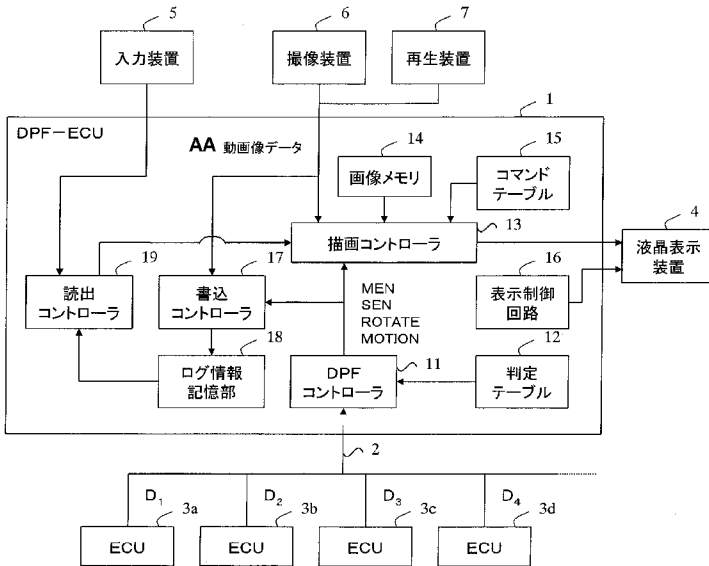 5
6
7
入力装置
撮像装置
再生装置
1
DPF−ECU
AA 動画像データ
14
15
画像メモリ
コマンド
テーブル
4
13
描画コントローラ
液晶表示
装置
19
17
16
読出
コントローラ
書込
コントローラ
MEN
SEN
ROTATE
MOTION
表示制御
回路
18
11
12
ログ情報
記憶部
DPF
コントローラ
判定
テーブル
2
D1
D2
D3
D4
3a
3b
3c
3d
ECU
ECU
ECU
ECU